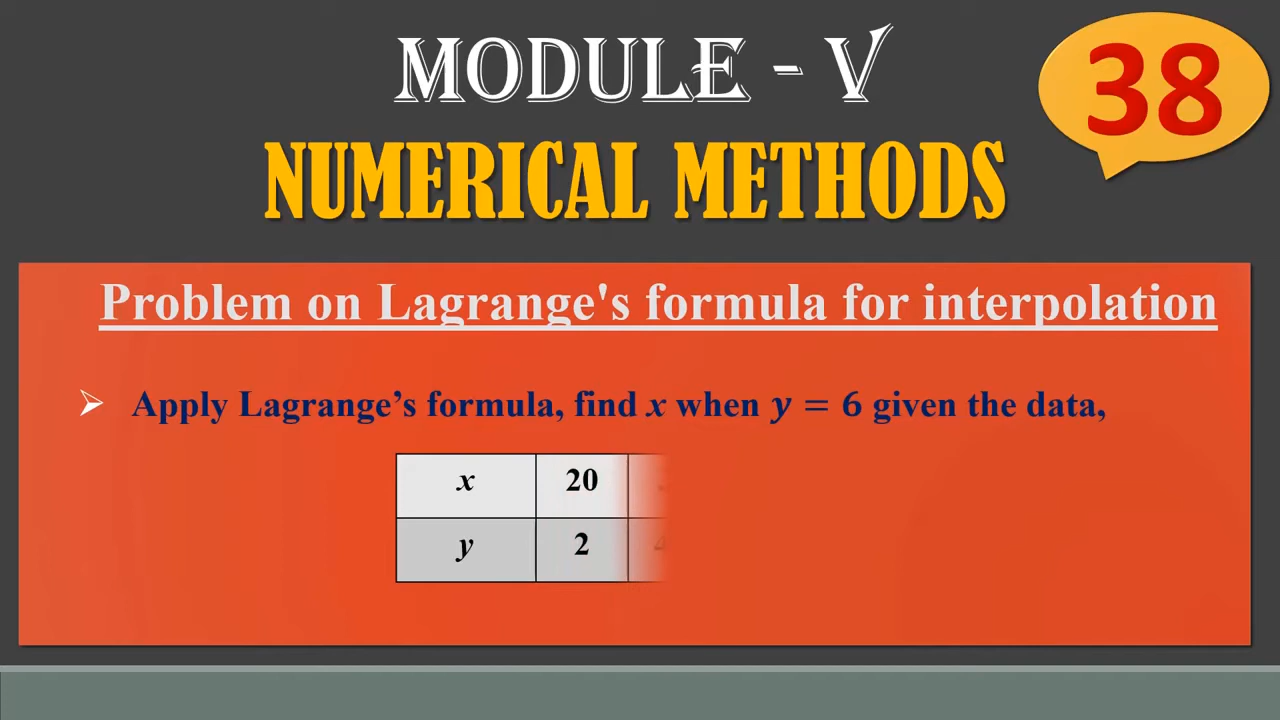 MODULE - V
38
NUMERICAL METHODS
Problem on Lagrange's formula for interpolation
Apply Lagrange’s formula, find x when y = 6 given the data,
x 20
y 2